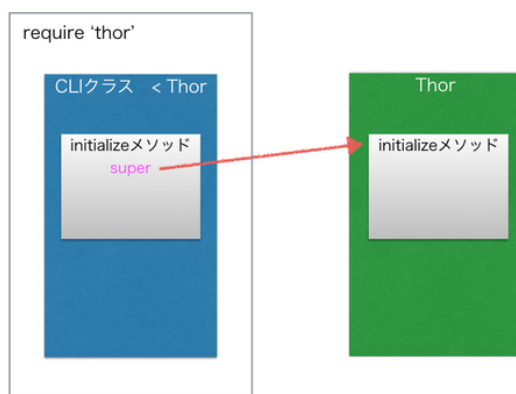 require ‘thor’
CLIクラス < Thor
initializeメソッド
super
Thor
initializeメソッド